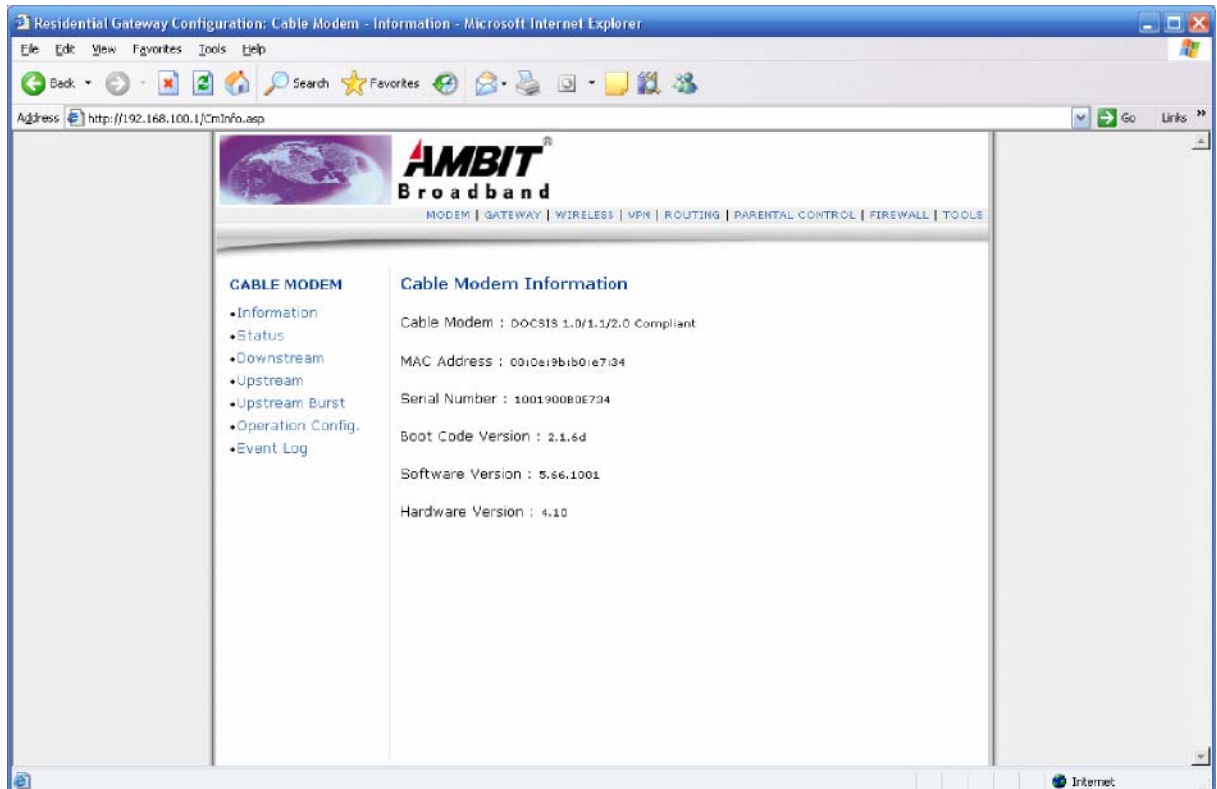 Residential Gateway Configuration: Cable Modem - Information - Microsoft Internet Explorer
File Edit View Favorites Tools Help
Back Search Favorites
Address http://192.168.100.1/CmInfo.asp Go Links »
AMBIT®
Broadband
MODEM | GATEWAY | WIRELESS | VPN | ROUTING | PARENTAL CONTROL | FIREWALL | TOOLS
CABLE MODEM
•Information
•Status
•Downstream
•Upstream
•Upstream Burst
•Operation Config.
•Event Log
Cable Modem Information
Cable Modem : DOCSIS 1.0/1.1/2.0 Compliant
MAC Address : 00:0e:9b:b0:e7:34
Serial Number : 1001900B0E734
Boot Code Version : 2.1.6d
Software Version : 5.66.1001
Hardware Version : 4.10
Internet